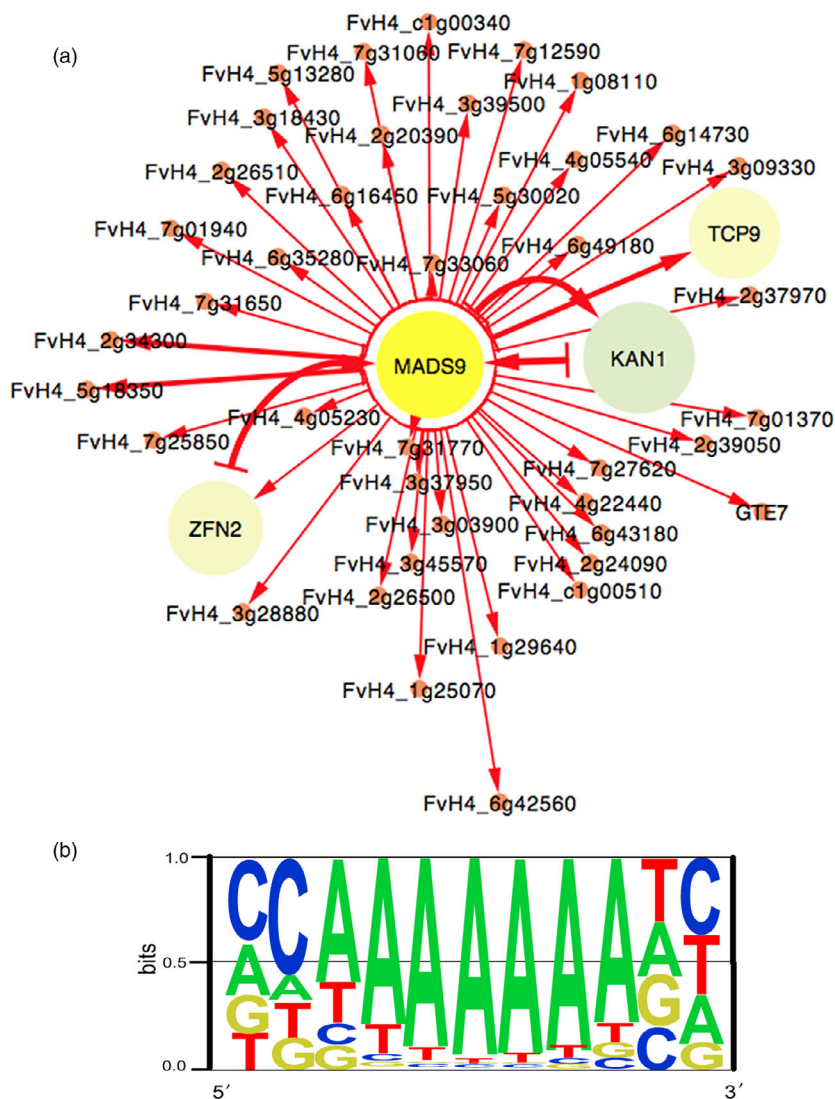 (a)
FvH4_c1g00340
FvH4_7g31060
FvH4_7g12590
FvH4_5g13280
FvH4_1g08110
FvH4_3g39500
FvH4_3g18430
FvH4_2g20390
FvH4_6g14730
FvH4_4g05540
FvH4_3g09330
FvH4_2g26510
FvH4_6g16450
FvH4_5g30020
FvH4_7g01940
TCP9
FvH4_6g49180
FvH4_6g35280
FvH4_7g33060
FvH4_7g31650
FvH4_2g37970
FvH4_2g34300
MADS9
KAN1
FvH4_5g18350
FvH4_4g05230
FvH4_7g01370
FvH4_7g25850
FvH4_7g31770
FvH4_2g39050
FvH4_7g27620
FvH4_3g37950
FvH4_4g22440
GTE7
ZFN2
FvH4_3g03900
FvH4_6g43180
FvH4_3g45570
FvH4_2g24090
FvH4_2g26500
FvH4_c1g00510
FvH4_3g28880
FvH4_1g29640
FvH4_1g25070
FvH4_6g42560
(b)
1.0
bits
0.5
0.0
C C A A A A A A T C
A A T T T T T T A T
G T C C C C C G G A
T G G G G G G C C G
5′ 3′